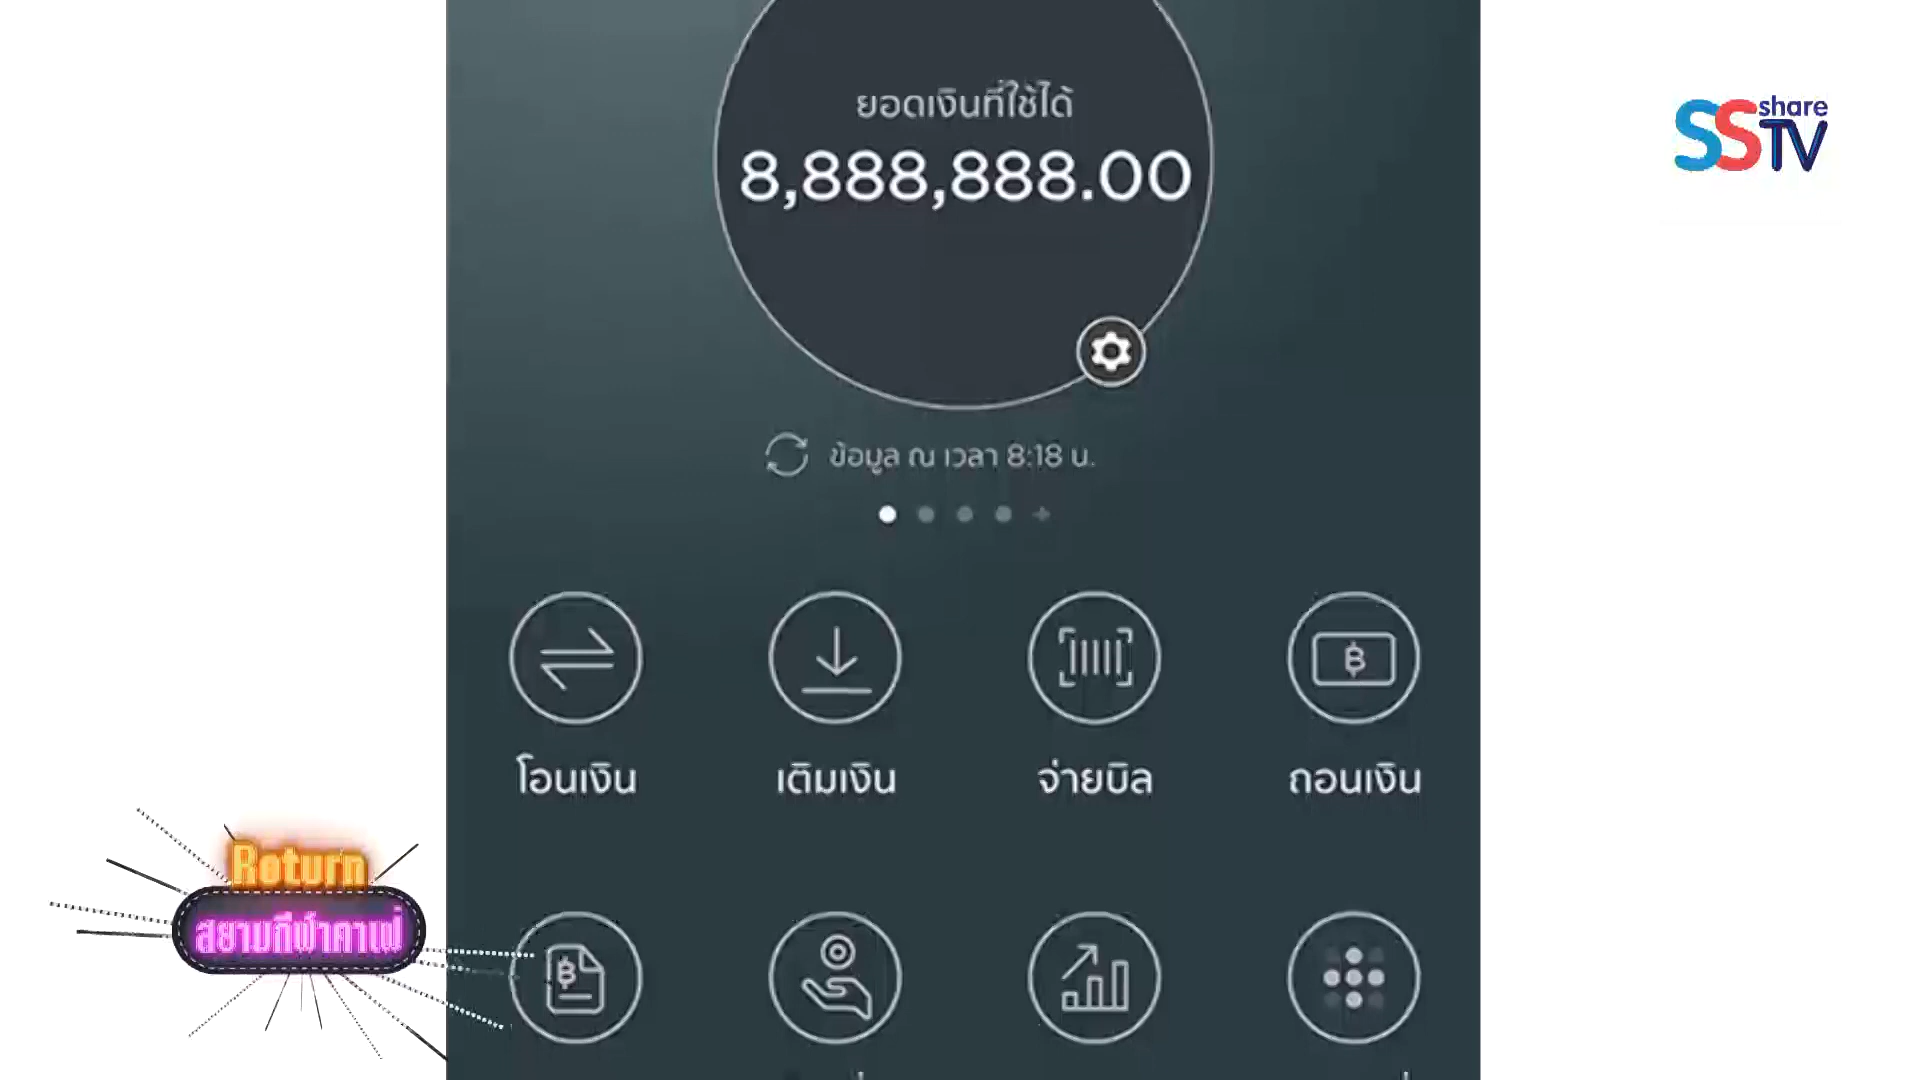 share
SSTV
ยอดเงินที่ใช้ได้
8,888,888.00
ข้อมูล ณ เวลา 8:18 น.
โอนเงิน
เติมเงิน
จ่ายบิล
ถอนเงิน
Return
สยามกีฬาคาเฟ่